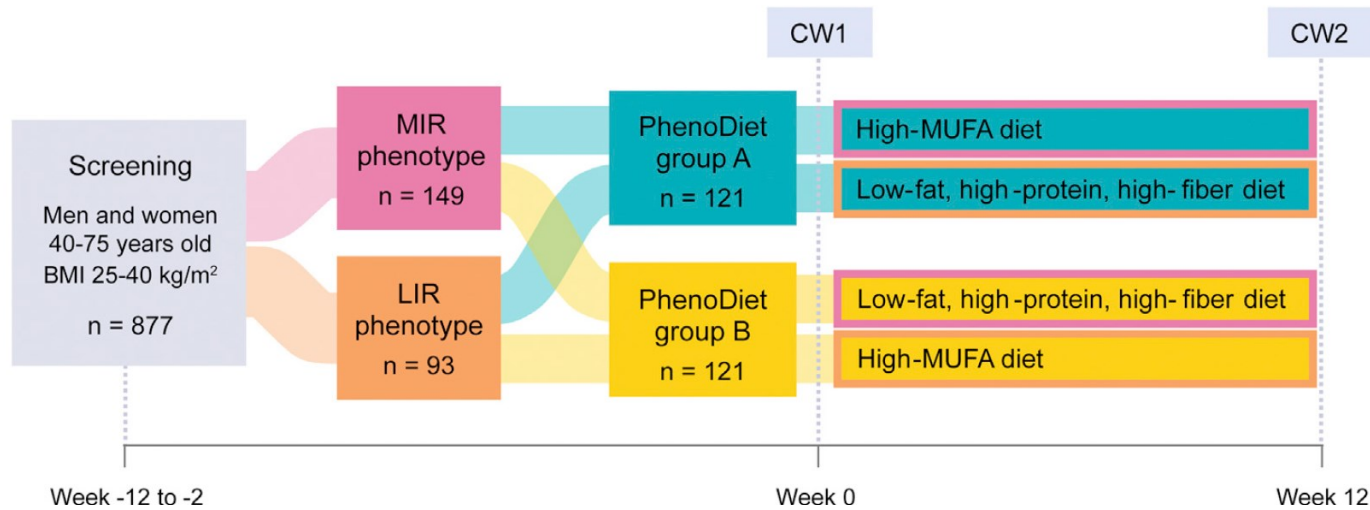 CW1
CW2
Screening
Men and women
40-75 years old
BMI 25-40 kg/m²
n = 877
MIR
phenotype
n = 149
LIR
phenotype
n = 93
PhenoDiet
group A
n = 121
PhenoDiet
group B
n = 121
High-MUFA diet
Low-fat, high-protein, high-fiber diet
Low-fat, high-protein, high-fiber diet
High-MUFA diet
Week -12 to -2
Week 0
Week 12